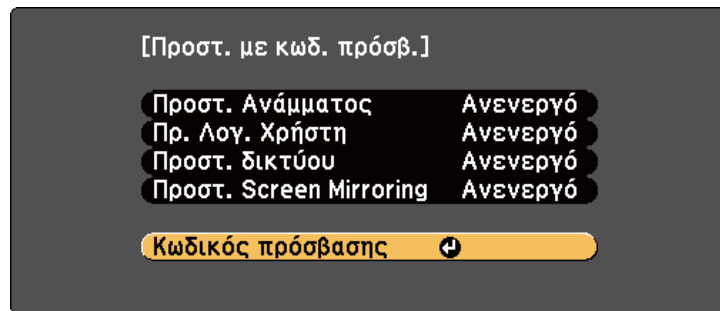 [Προστ. με κωδ. πρόσβ.]
Προστ. Ανάμματος Ανενεργό
Πρ. Λογ. Χρήστη Ανενεργό
Προστ. δικτύου Ανενεργό
Προστ. Screen Mirroring Ανενεργό
Κωδικός πρόσβασης